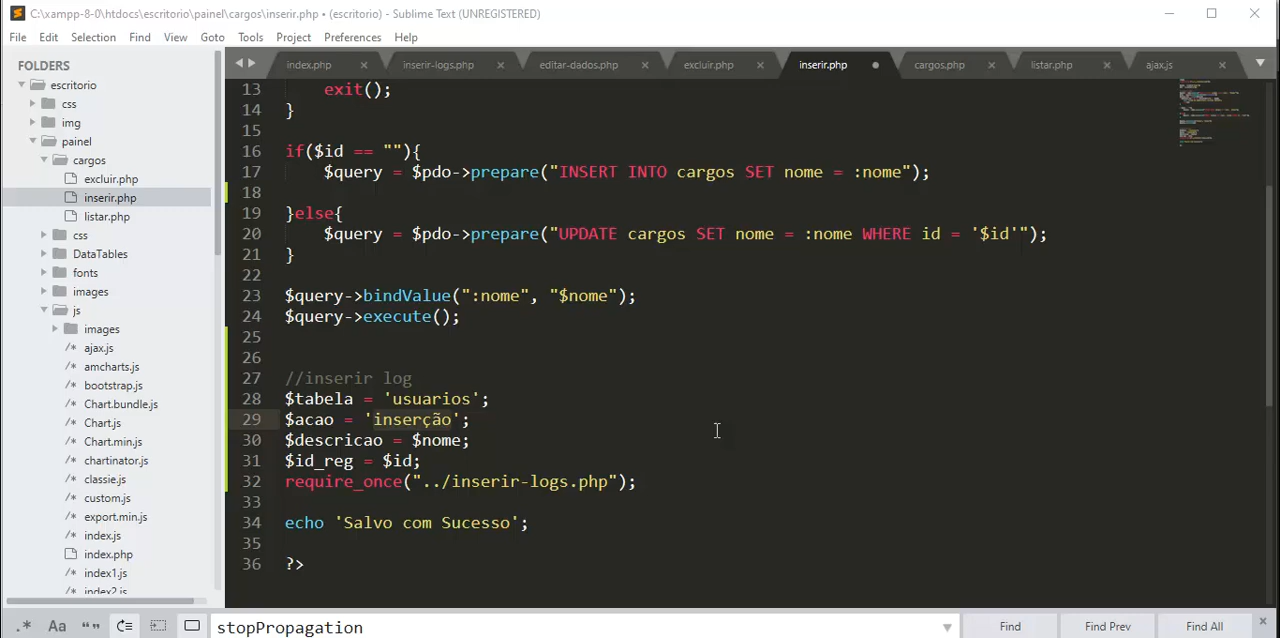 C:\xampp-8-0\htdocs\escritorio\painel\cargos\inserir.php • (escritorio) - Sublime Text (UNREGISTERED)
File Edit Selection Find View Goto Tools Project Preferences Help
FOLDERS
escritorio
css
img
painel
cargos
excluir.php
inserir.php
listar.php
css
DataTables
fonts
images
js
images
ajax.js
amcharts.js
bootstrap.js
Chart.bundle.js
Chart.js
Chart.min.js
chartinator.js
classie.js
custom.js
export.min.js
index.js
index.php
index1.js
index2.js
index.php inserir-logs.php editar-dados.php excluir.php inserir.php cargos.php listar.php ajax.js
13 exit();
14 }
15
16 if($id == ""){
17 $query = $pdo->prepare("INSERT INTO cargos SET nome = :nome");
18
19 }else{
20 $query = $pdo->prepare("UPDATE cargos SET nome = :nome WHERE id = '$id'");
21 }
22
23 $query->bindValue(":nome", "$nome");
24 $query->execute();
25
26
27 //inserir log
28 $tabela = 'usuarios';
29 $acao = 'inserção';
30 $descricao = $nome;
31 $id_reg = $id;
32 require_once("../inserir-logs.php");
33
34 echo 'Salvo com Sucesso';
35
36 ?>
.* Aa “” stopPropagation Find Find Prev Find All